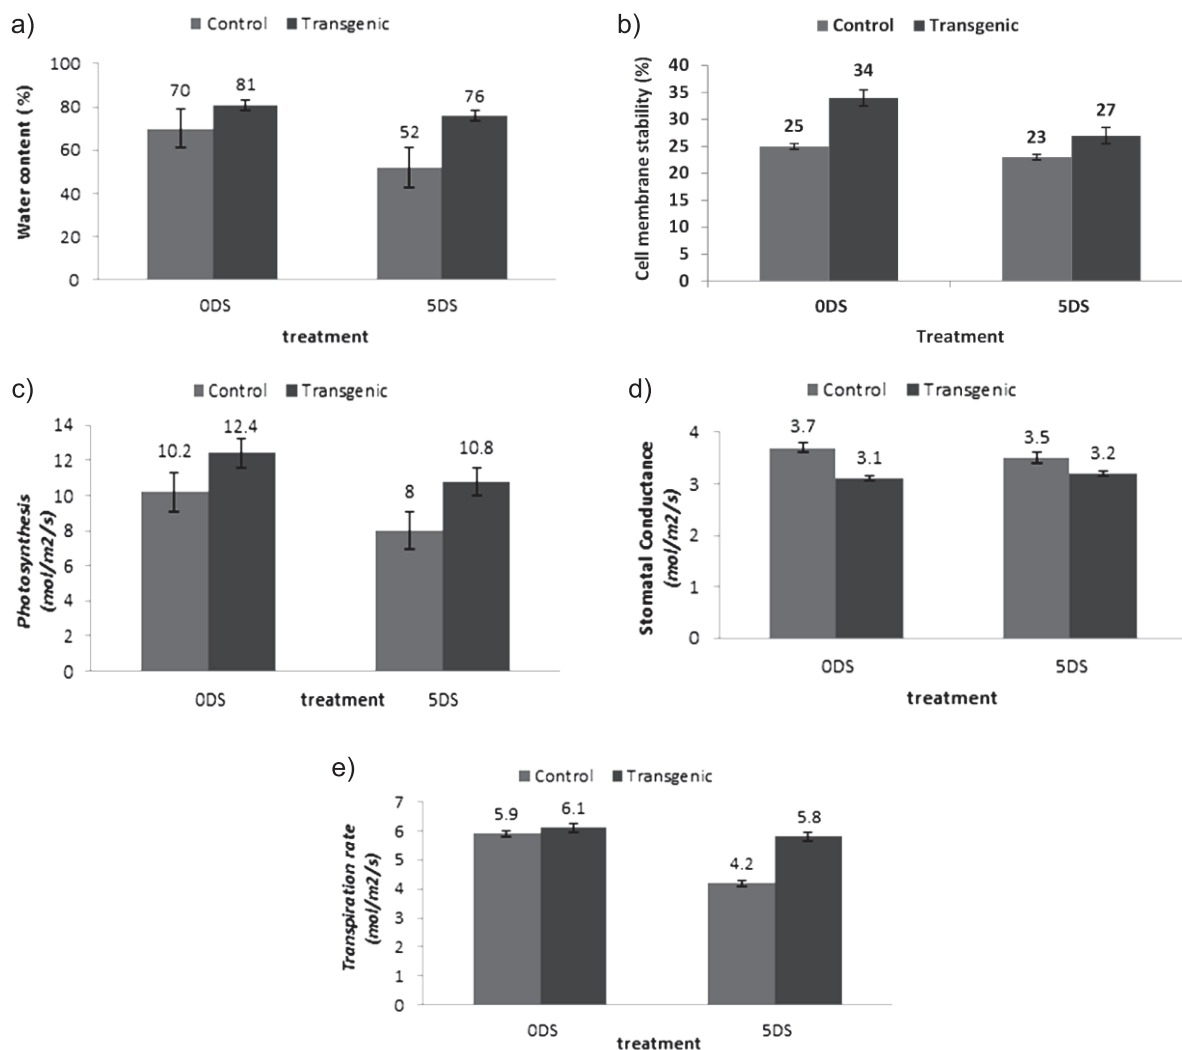 a)
Control Transgenic
Water content (%)
100
80
60
40
20
0
70
81
52
76
0DS 5DS
treatment
b)
Control Transgenic
Cell membrane stability (%)
40
35
30
25
20
15
10
5
0
25
34
23
27
0DS 5DS
Treatment
c)
Control Transgenic
Photosynthesis
(mol/m2/s)
14
12
10
8
6
4
2
0
10.2
12.4
8
10.8
0DS treatment 5DS
d)
Control Transgenic
Stomatal Conductance
(mol/m2/s)
4
3
2
1
0
3.7
3.1
3.5
3.2
0DS 5DS
treatment
e)
Control Transgenic
Transpiration rate
(mol/m2/s)
7
6
5
4
3
2
1
0
5.9
6.1
4.2
5.8
0DS 5DS
treatment